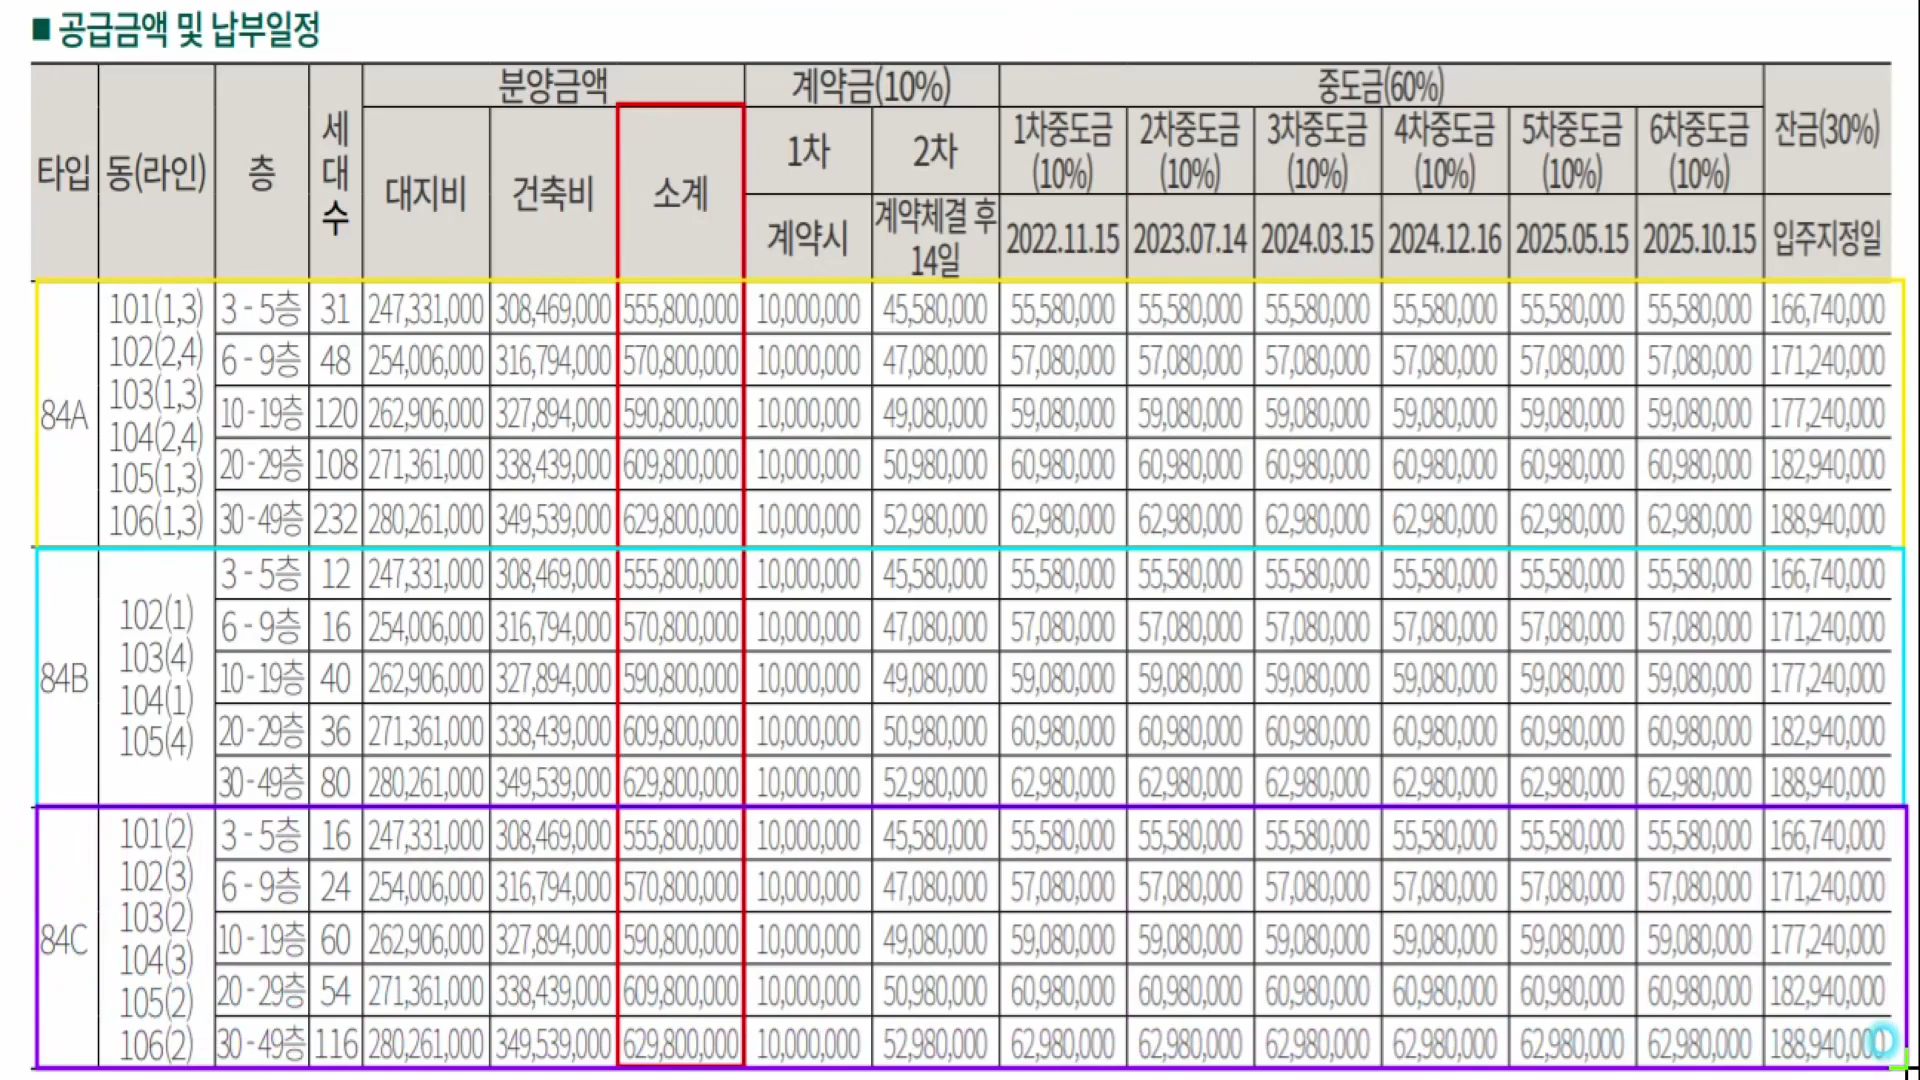 ■ 공급금액 및 납부일정
타입 동(라인) 층 세대수 분양금액 계약금(10%) 중도금(60%) 잔금(30%)
대지비 건축비 소계 1차 2차 1차중도금(10%) 2차중도금(10%) 3차중도금(10%) 4차중도금(10%) 5차중도금(10%) 6차중도금(10%)
계약시 계약체결 후 14일 2022.11.15 2023.07.14 2024.03.15 2024.12.16 2025.05.15 2025.10.15 입주지정일
84A
101(1,3)
102(2,4)
103(1,3)
104(2,4)
105(1,3)
106(1,3)
3 - 5층 31 247,331,000 308,469,000 555,800,000 10,000,000 45,580,000 55,580,000 55,580,000 55,580,000 55,580,000 55,580,000 55,580,000 166,740,000
6 - 9층 48 254,006,000 316,794,000 570,800,000 10,000,000 47,080,000 57,080,000 57,080,000 57,080,000 57,080,000 57,080,000 57,080,000 171,240,000
10 - 19층 120 262,906,000 327,894,000 590,800,000 10,000,000 49,080,000 59,080,000 59,080,000 59,080,000 59,080,000 59,080,000 59,080,000 177,240,000
20 - 29층 108 271,361,000 338,439,000 609,800,000 10,000,000 50,980,000 60,980,000 60,980,000 60,980,000 60,980,000 60,980,000 60,980,000 182,940,000
30 - 49층 232 280,261,000 349,539,000 629,800,000 10,000,000 52,980,000 62,980,000 62,980,000 62,980,000 62,980,000 62,980,000 62,980,000 188,940,000
84B
102(1)
103(4)
104(1)
105(4)
3 - 5층 12 247,331,000 308,469,000 555,800,000 10,000,000 45,580,000 55,580,000 55,580,000 55,580,000 55,580,000 55,580,000 55,580,000 166,740,000
6 - 9층 16 254,006,000 316,794,000 570,800,000 10,000,000 47,080,000 57,080,000 57,080,000 57,080,000 57,080,000 57,080,000 57,080,000 171,240,000
10 - 19층 40 262,906,000 327,894,000 590,800,000 10,000,000 49,080,000 59,080,000 59,080,000 59,080,000 59,080,000 59,080,000 59,080,000 177,240,000
20 - 29층 36 271,361,000 338,439,000 609,800,000 10,000,000 50,980,000 60,980,000 60,980,000 60,980,000 60,980,000 60,980,000 60,980,000 182,940,000
30 - 49층 80 280,261,000 349,539,000 629,800,000 10,000,000 52,980,000 62,980,000 62,980,000 62,980,000 62,980,000 62,980,000 62,980,000 188,940,000
84C
101(2)
102(3)
103(2)
104(3)
105(2)
106(2)
3 - 5층 16 247,331,000 308,469,000 555,800,000 10,000,000 45,580,000 55,580,000 55,580,000 55,580,000 55,580,000 55,580,000 55,580,000 166,740,000
6 - 9층 24 254,006,000 316,794,000 570,800,000 10,000,000 47,080,000 57,080,000 57,080,000 57,080,000 57,080,000 57,080,000 57,080,000 171,240,000
10 - 19층 60 262,906,000 327,894,000 590,800,000 10,000,000 49,080,000 59,080,000 59,080,000 59,080,000 59,080,000 59,080,000 59,080,000 177,240,000
20 - 29층 54 271,361,000 338,439,000 609,800,000 10,000,000 50,980,000 60,980,000 60,980,000 60,980,000 60,980,000 60,980,000 60,980,000 182,940,000
30 - 49층 116 280,261,000 349,539,000 629,800,000 10,000,000 52,980,000 62,980,000 62,980,000 62,980,000 62,980,000 62,980,000 62,980,000 188,940,000